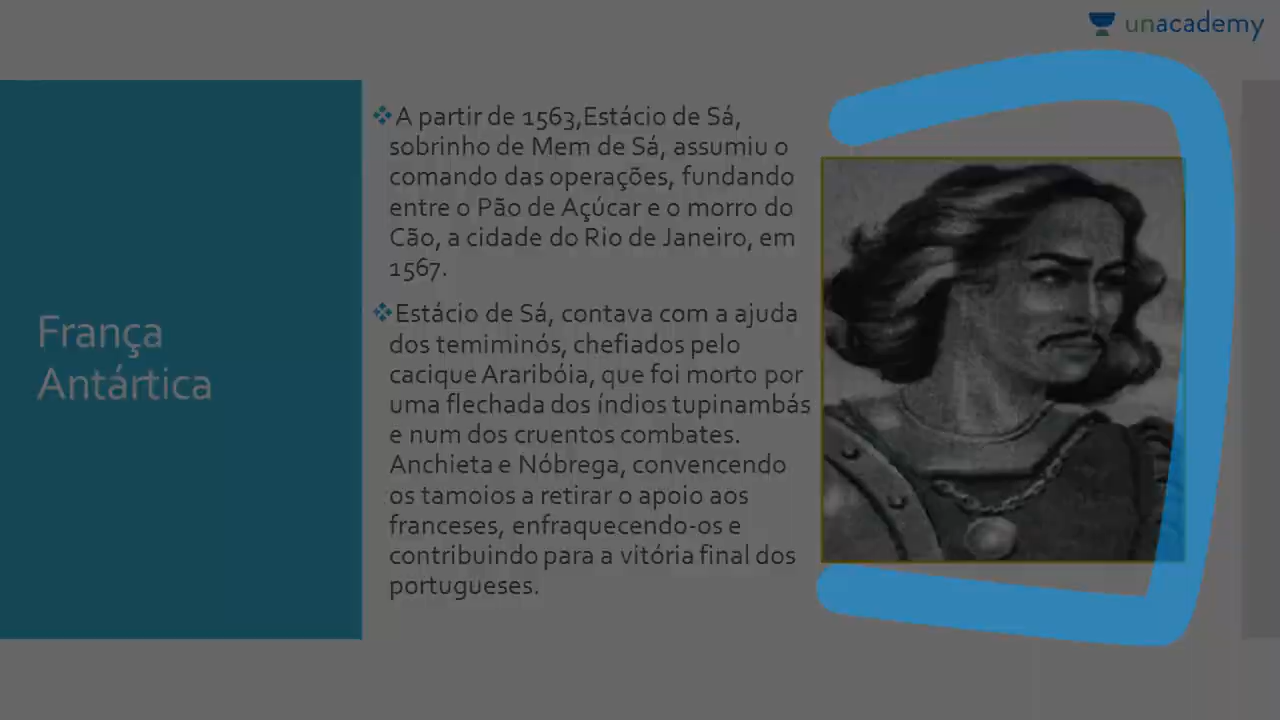 unacademy
França
Antártica
A partir de 1563,Estácio de Sá,
sobrinho de Mem de Sá, assumiu o
comando das operações, fundando
entre o Pão de Açúcar e o morro do
Cão, a cidade do Rio de Janeiro, em
1567.
Estácio de Sá, contava com a ajuda
dos temiminós, chefiados pelo
cacique Araribóia, que foi morto por
uma flechada dos índios tupinambás
e num dos cruentos combates.
Anchieta e Nóbrega, convencendo
os tamoios a retirar o apoio aos
franceses, enfraquecendo-os e
contribuindo para a vitória final dos
portugueses.